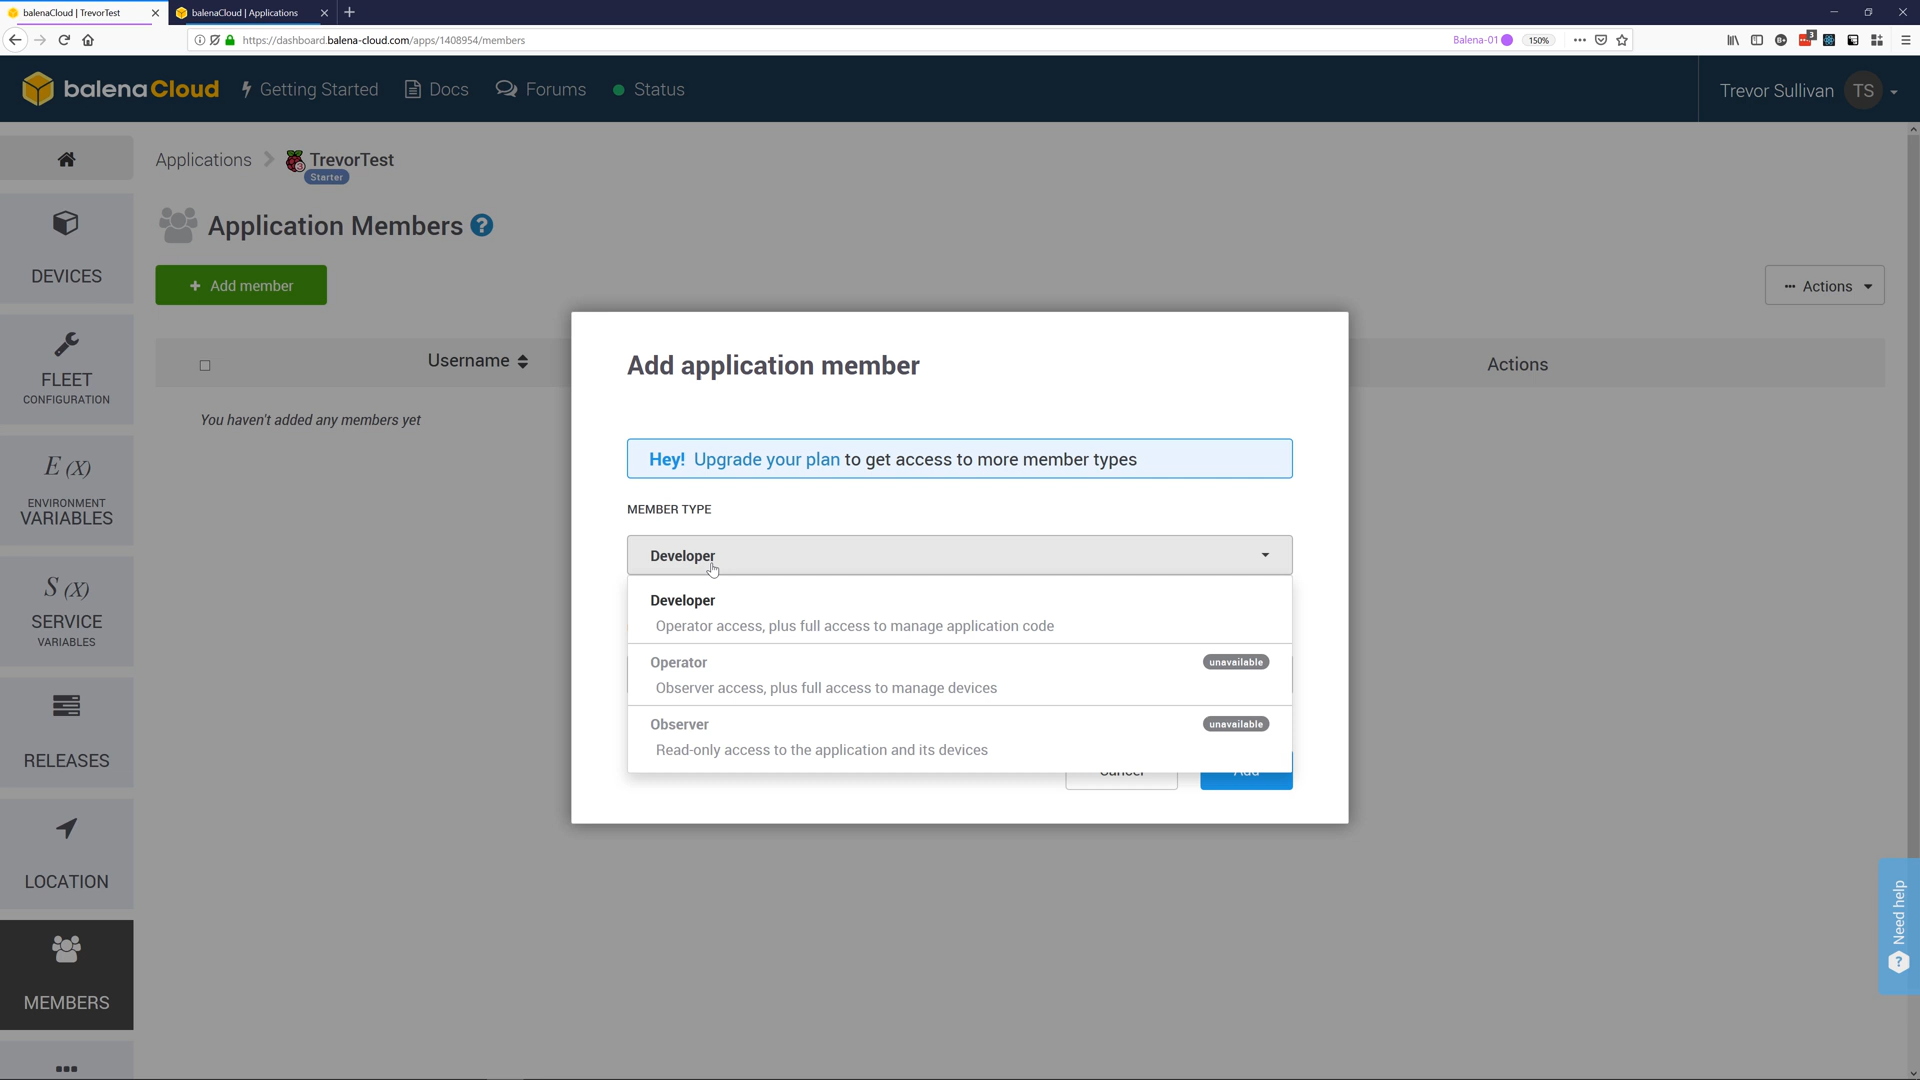 balenaCloud | TrevorTest
balenaCloud | Applications
https://dashboard.balena-cloud.com/apps/1408954/members
Balena-01
150%
3
balenaCloud
Getting Started
Docs
Forums
Status
Trevor Sullivan
TS
Applications
TrevorTest
Starter
Application Members ?
+ Add member
Actions
Username
Actions
You haven't added any members yet
DEVICES
FLEET
CONFIGURATION
E (X)
ENVIRONMENT
VARIABLES
S (X)
SERVICE
VARIABLES
RELEASES
LOCATION
MEMBERS
Add application member
Hey! Upgrade your plan to get access to more member types
MEMBER TYPE
Developer
Developer
Operator access, plus full access to manage application code
Operator
unavailable
Observer access, plus full access to manage devices
Observer
unavailable
Read-only access to the application and its devices
Cancel
Add
Need help
?